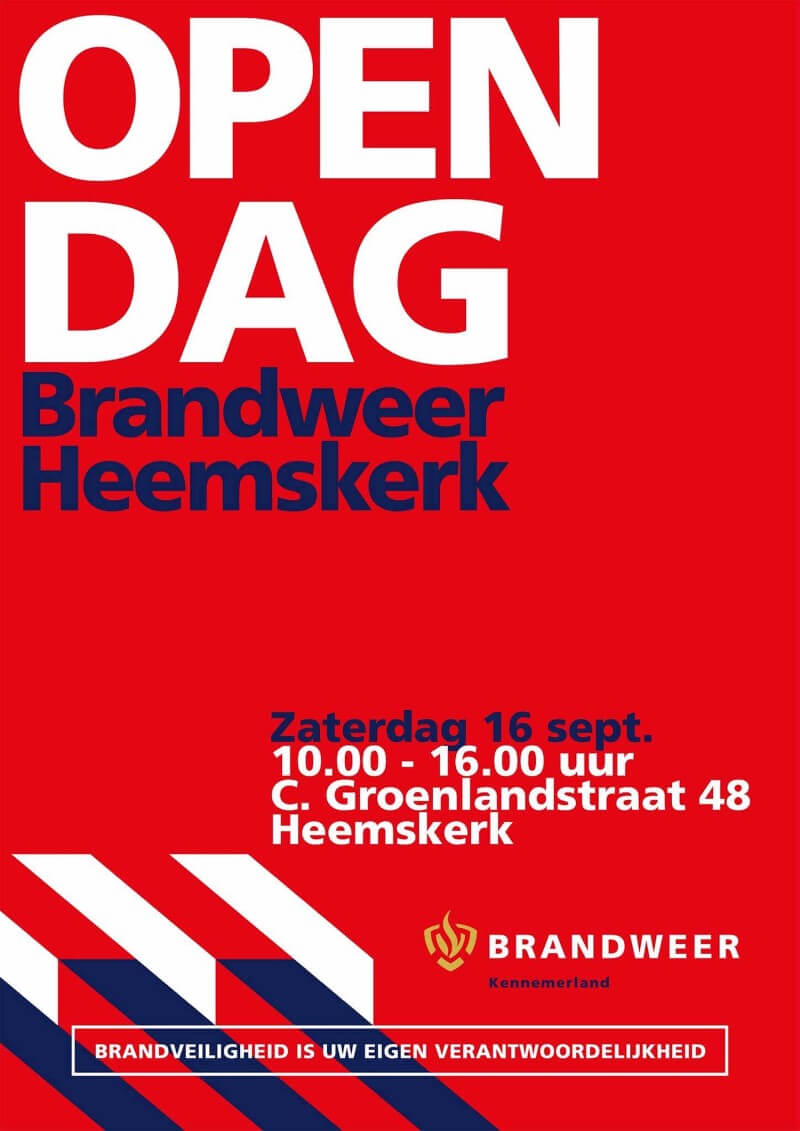 OPEN
DAG
Brandweer
Heemskerk
Zaterdag 16 sept.
10.00 - 16.00 uur
C. Groenlandstraat 48
Heemskerk
BRANDWEER
Kennemerland
BRANDVEILIGHEID IS UW EIGEN VERANTWOORDELIJKHEID